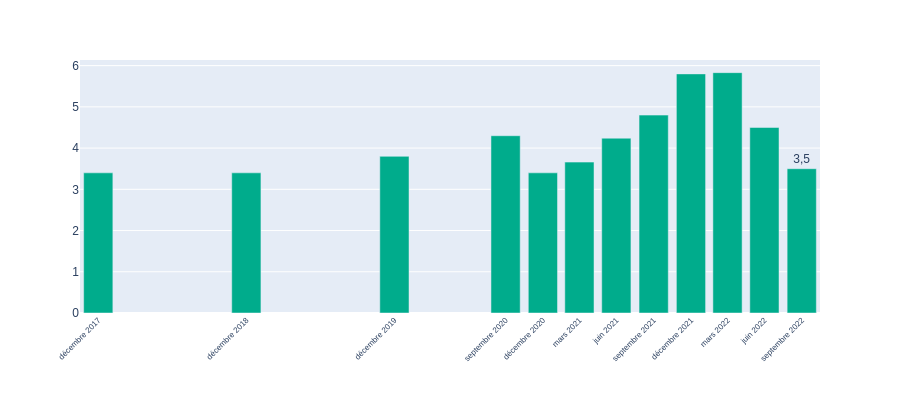 6
5
4
3
2
1
0
3,5
décembre 2017
décembre 2018
décembre 2019
septembre 2020
décembre 2020
mars 2021
juin 2021
septembre 2021
décembre 2021
mars 2022
juin 2022
septembre 2022